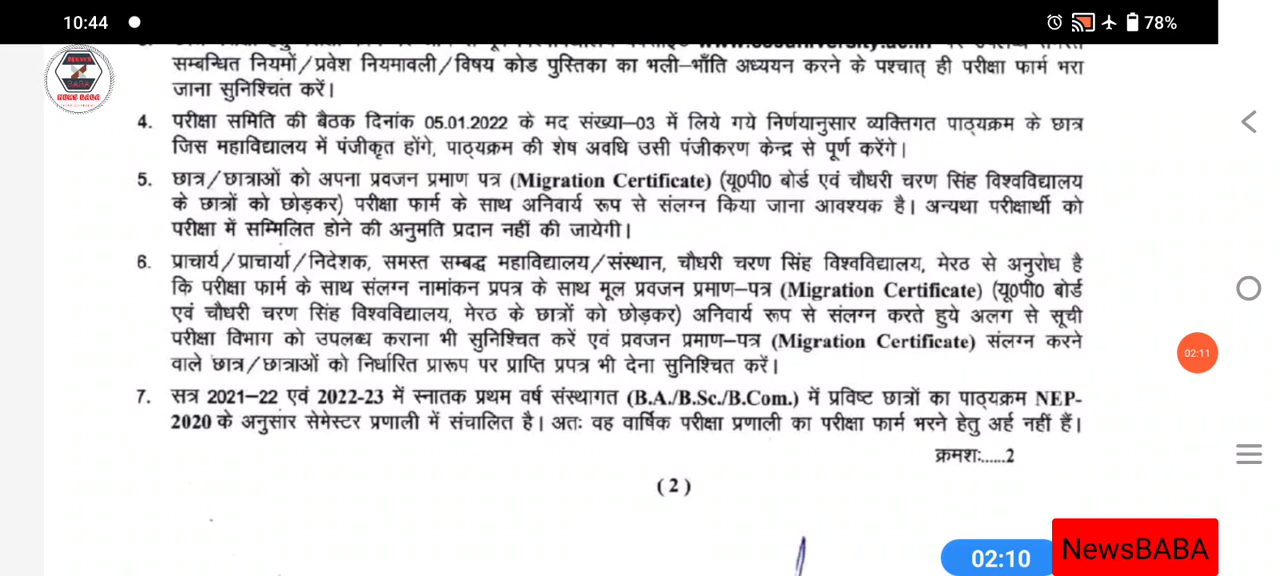 10:44
78%
NEWS
BABA
NEWS BABA
सम्बन्धित नियमों/प्रवेश नियमावली/विषय कोड पुस्तिका का भली–भाँति अध्ययन करने के पश्चात् ही परीक्षा फार्म भरा
जाना सुनिश्चित करें।
4. परीक्षा समिति की बैठक दिनांक 05.01.2022 के मद संख्या–03 में लिये गये निर्णयानुसार व्यक्तिगत पाठ्यक्रम के छात्र
जिस महाविद्यालय में पंजीकृत होंगे, पाठ्यक्रम की शेष अवधि उसी पंजीकरण केन्द्र से पूर्ण करेंगे।
5. छात्र/छात्राओं को अपना प्रवजन प्रमाण पत्र (Migration Certificate) (यू0पी0 बोर्ड एवं चौधरी चरण सिंह विश्वविद्यालय
के छात्रों को छोड़कर) परीक्षा फार्म के साथ अनिवार्य रूप से संलग्न किया जाना आवश्यक है। अन्यथा परीक्षार्थी को
परीक्षा में सम्मिलित होने की अनुमति प्रदान नहीं की जायेगी।
6. प्राचार्य/प्राचार्या/निदेशक, समस्त सम्बद्ध महाविद्यालय/संस्थान, चौधरी चरण सिंह विश्वविद्यालय, मेरठ से अनुरोध है
कि परीक्षा फार्म के साथ संलग्न नामांकन प्रपत्र के साथ मूल प्रवजन प्रमाण–पत्र (Migration Certificate) (यू0पी0 बोर्ड
एवं चौधरी चरण सिंह विश्वविद्यालय, मेरठ के छात्रों को छोड़कर) अनिवार्य रूप से संलग्न करते हुये अलग से सूची
परीक्षा विभाग को उपलब्ध कराना भी सुनिश्चित करें एवं प्रवजन प्रमाण–पत्र (Migration Certificate) संलग्न करने
वाले छात्र/छात्राओं को निर्धारित प्रारूप पर प्राप्ति प्रपत्र भी देना सुनिश्चित करें।
02:11
7. सत्र 2021–22 एवं 2022-23 में स्नातक प्रथम वर्ष संस्थागत (B.A./B.Sc./B.Com.) में प्रविष्ट छात्रों का पाठ्यक्रम NEP-
2020 के अनुसार सेमेस्टर प्रणाली में संचालित है। अतः वह वार्षिक परीक्षा प्रणाली का परीक्षा फार्म भरने हेतु अर्ह नहीं हैं।
क्रमशः......2
(2)
02:10
NewsBABA